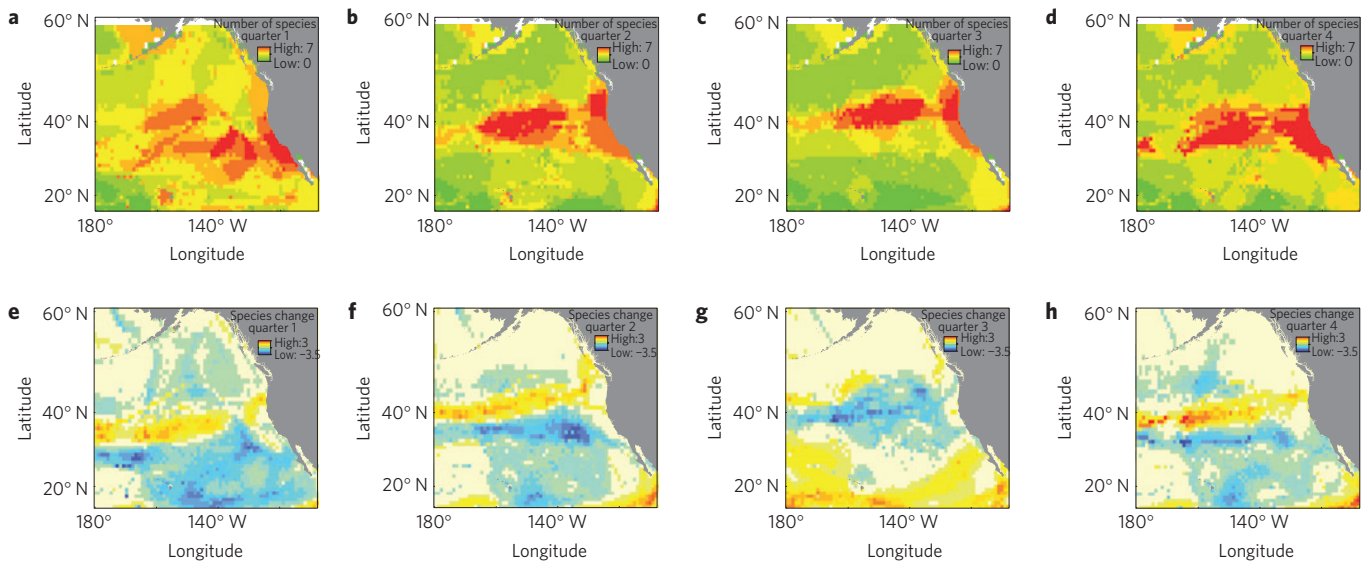 a
60° N
40° N
20° N
Latitude
180°
140° W
Longitude
Number of species
quarter 1
High: 7
Low: 0
b
60° N
40° N
20° N
Latitude
180°
140° W
Longitude
Number of species
quarter 2
High: 7
Low: 0
c
60° N
40° N
20° N
Latitude
180°
140° W
Longitude
Number of species
quarter 3
High: 7
Low: 0
d
60° N
40° N
20° N
Latitude
180°
140° W
Longitude
Number of species
quarter 4
High: 7
Low: 0
e
60° N
40° N
20° N
Latitude
180°
140° W
Longitude
Species change
quarter 1
High:3
Low: −3.5
f
60° N
40° N
20° N
Latitude
180°
140° W
Longitude
Species change
quarter 2
High:3
Low: −3.5
g
60° N
40° N
20° N
Latitude
180°
140° W
Longitude
Species change
quarter 3
High:3
Low: −3.5
h
60° N
40° N
20° N
Latitude
180°
140° W
Longitude
Species change
quarter 4
High:3
Low: −3.5